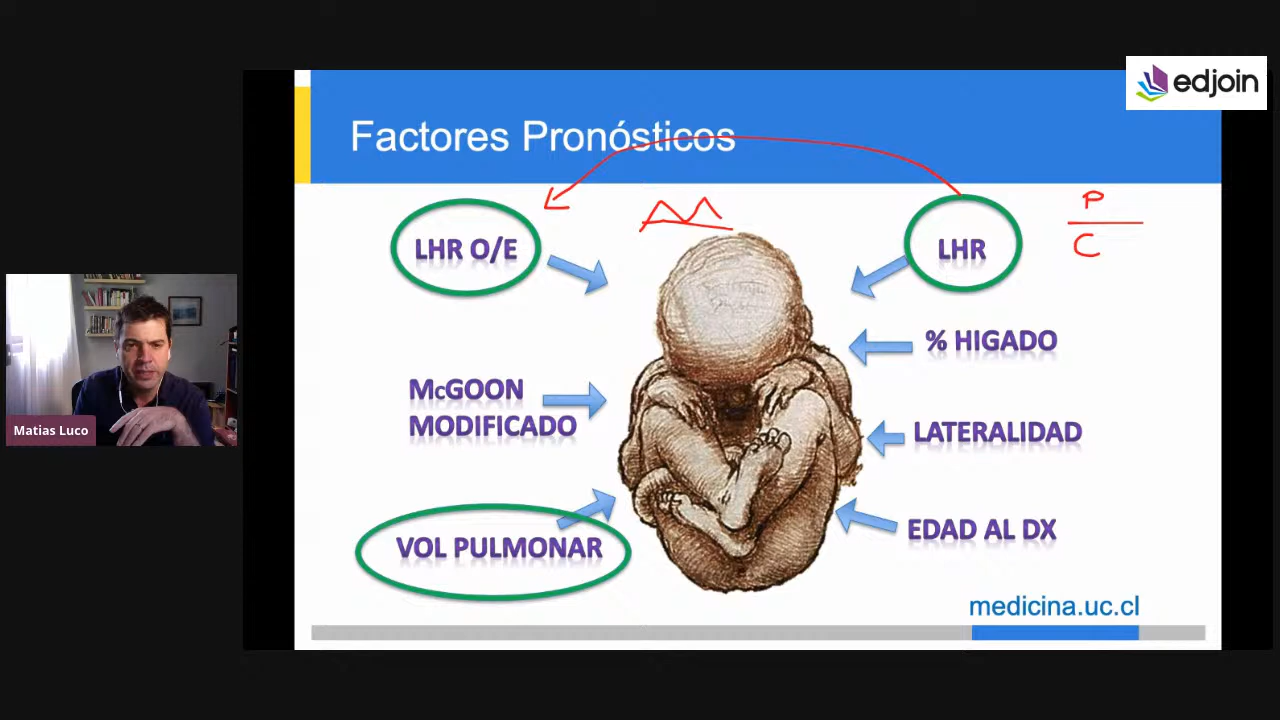 edjoin
Factores Pronósticos
P
C
LHR O/E
LHR
% HIGADO
McGOON
MODIFICADO
LATERALIDAD
Matias Luco
VOL PULMONAR
EDAD AL DX
medicina.uc.cl